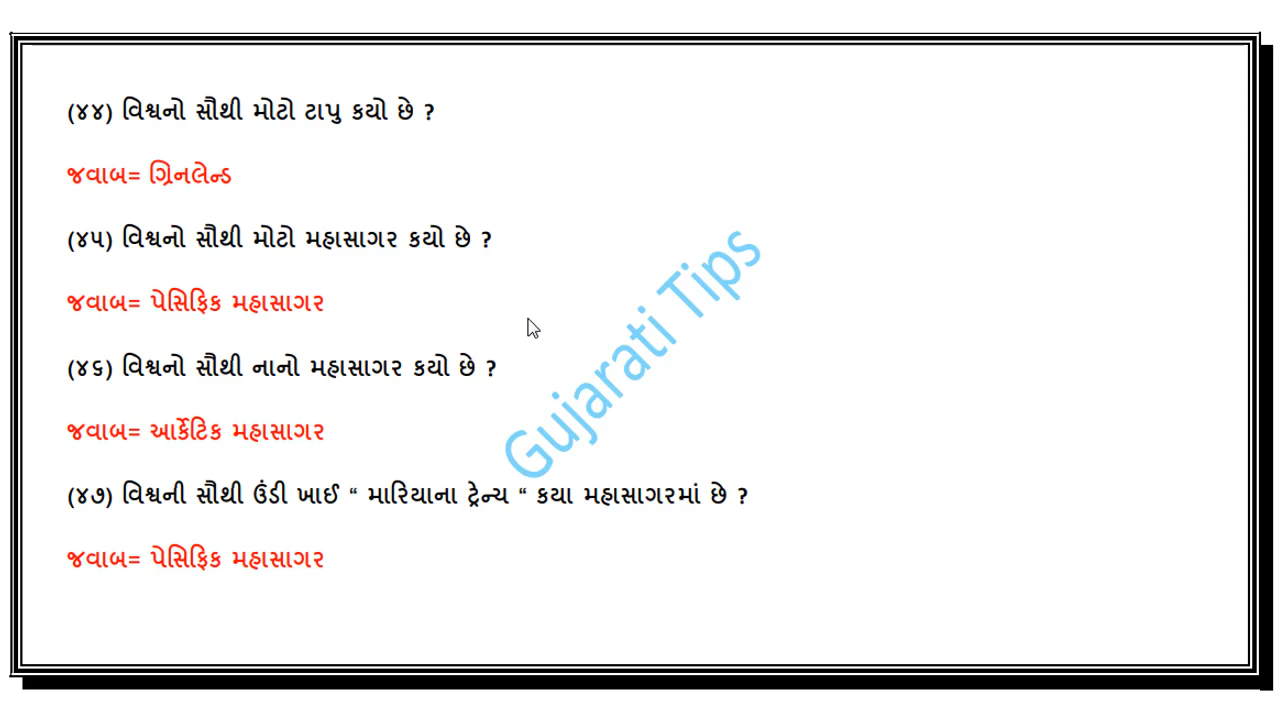 (૪૪) વિશ્વનો સૌથી મોટો ટાપુ કયો છે ?
જવાબ= ગ્રિનલેન્ડ
(૪૫) વિશ્વનો સૌથી મોટો મહાસાગર કયો છે ?
જવાબ= પેસિફિક મહાસાગર
(૪૬) વિશ્વનો સૌથી નાનો મહાસાગર કયો છે ?
જવાબ= આર્કેટિક મહાસાગર
(૪૭) વિશ્વની સૌથી ઉંડી ખાઈ “ મારિયાના ટ્રેન્ચ “ કયા મહાસાગરમાં છે ?
જવાબ= પેસિફિક મહાસાગર
Gujarati Tips